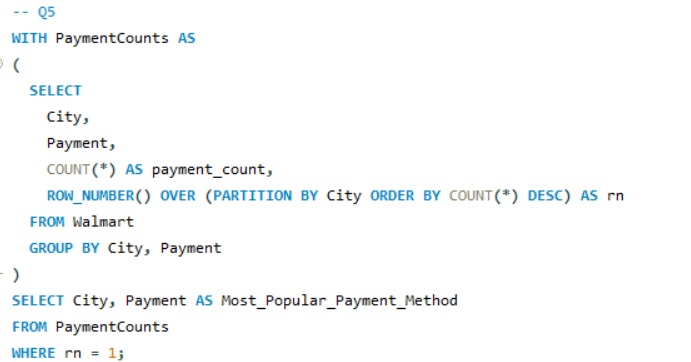 -- Q5
WITH PaymentCounts AS
(
SELECT
City,
Payment,
COUNT(*) AS payment_count,
ROW_NUMBER() OVER (PARTITION BY City ORDER BY COUNT(*) DESC) AS rn
FROM Walmart
GROUP BY City, Payment
)
SELECT City, Payment AS Most_Popular_Payment_Method
FROM PaymentCounts
WHERE rn = 1;